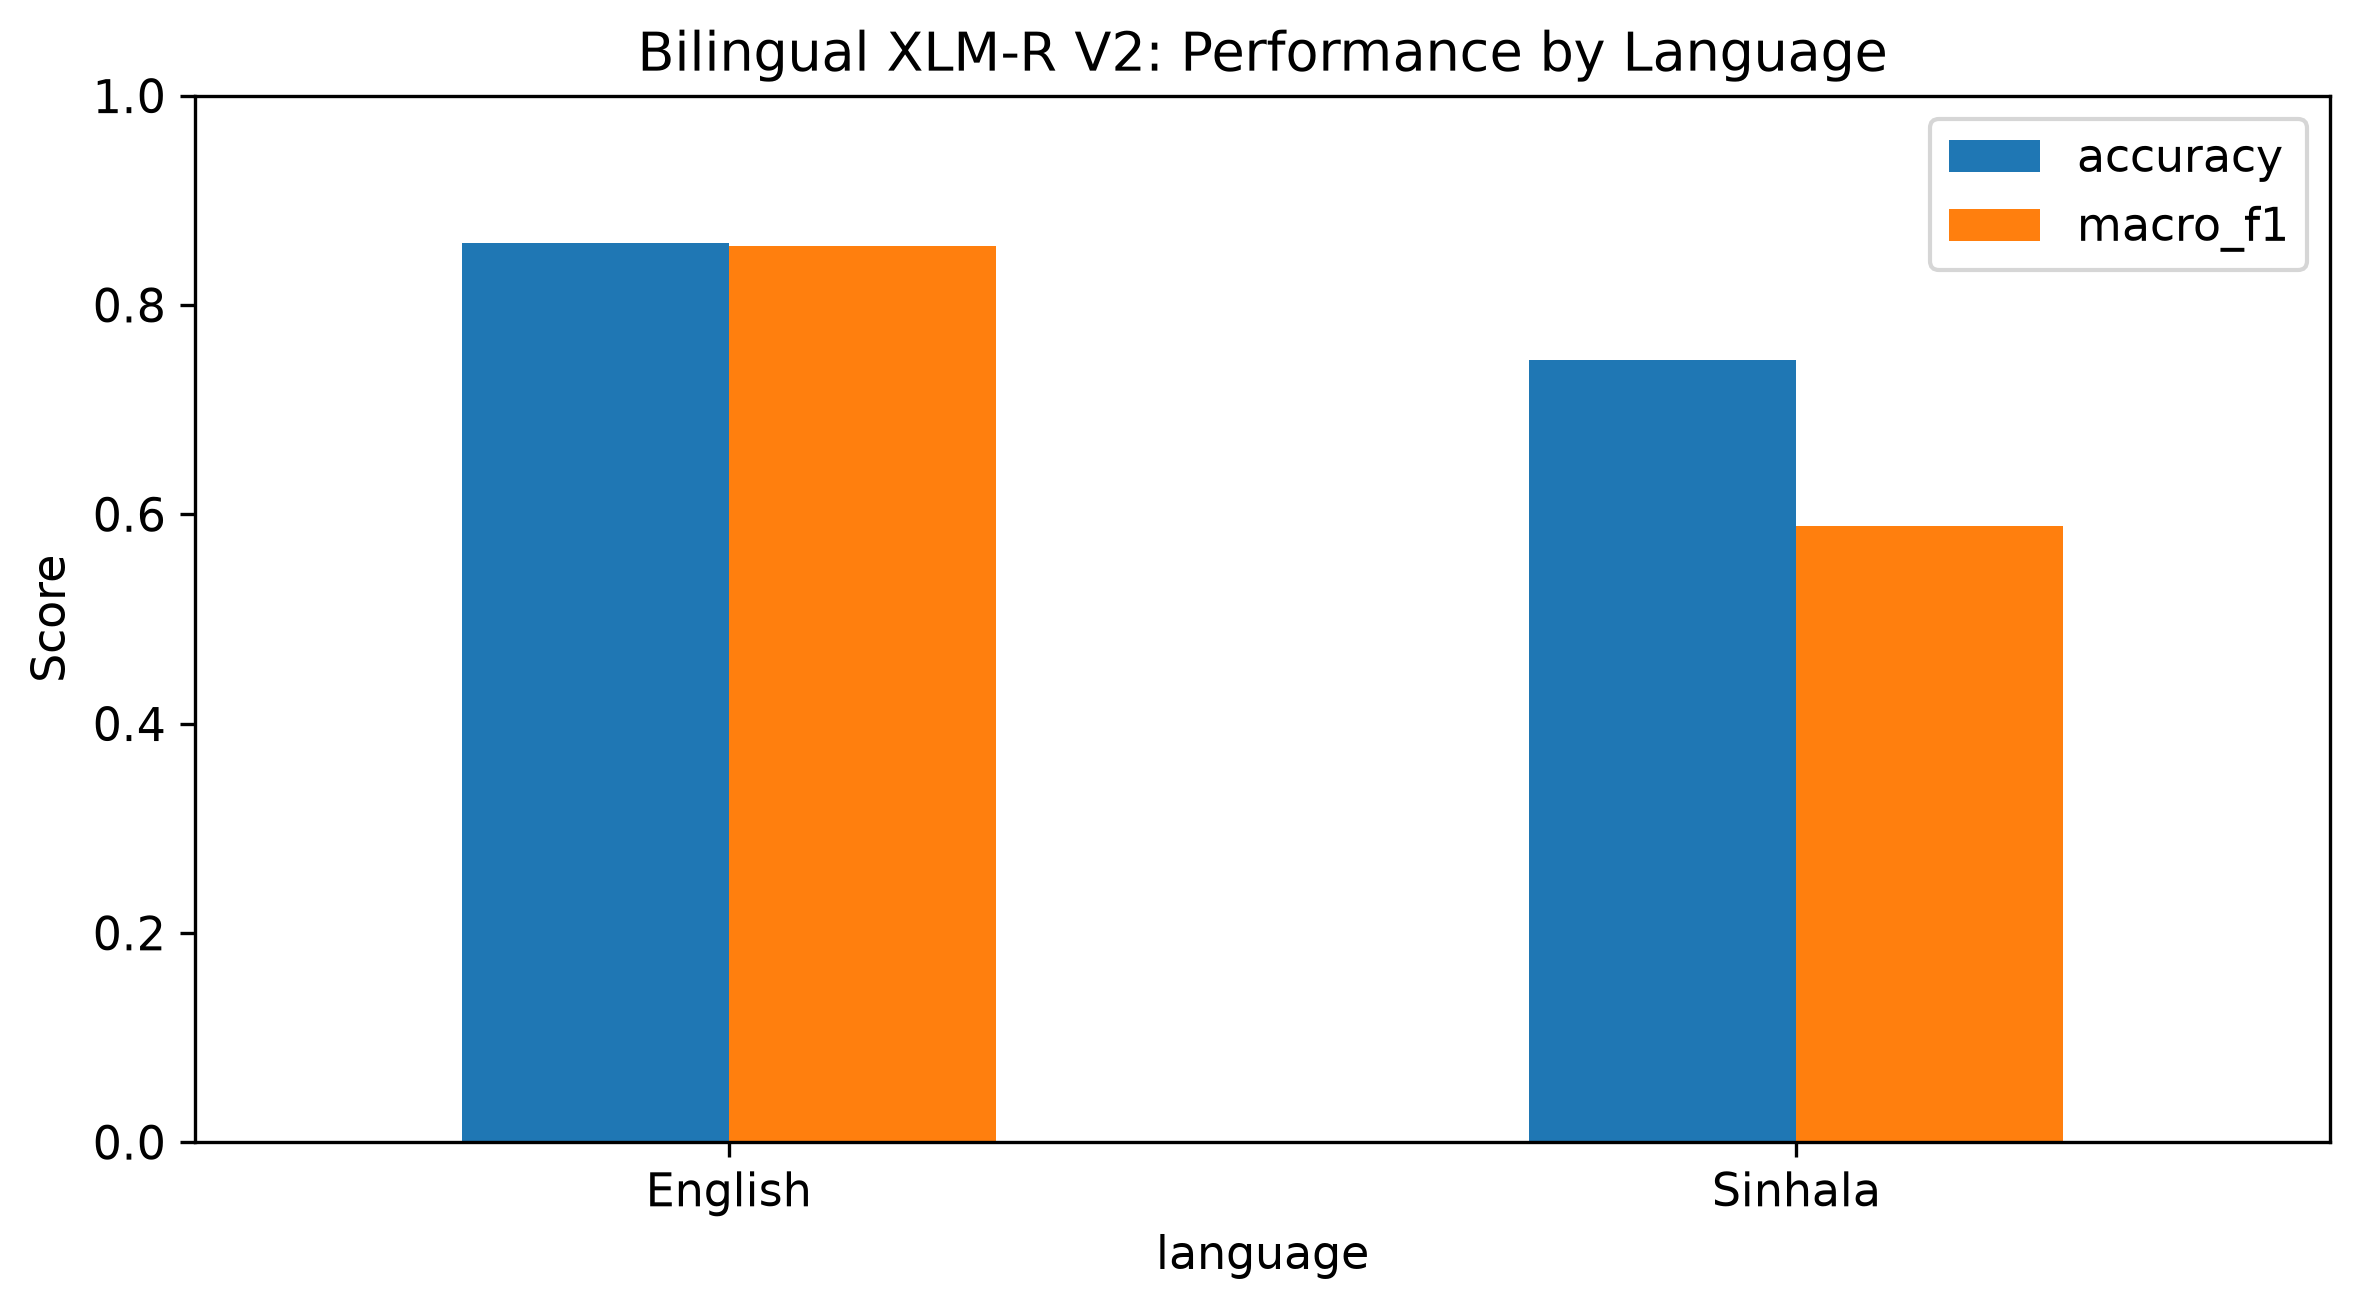 Bilingual XLM-R V2: Performance by Language
1.0
0.8
0.6
0.4
0.2
0.0
Score
accuracy
macro_f1
English
Sinhala
language